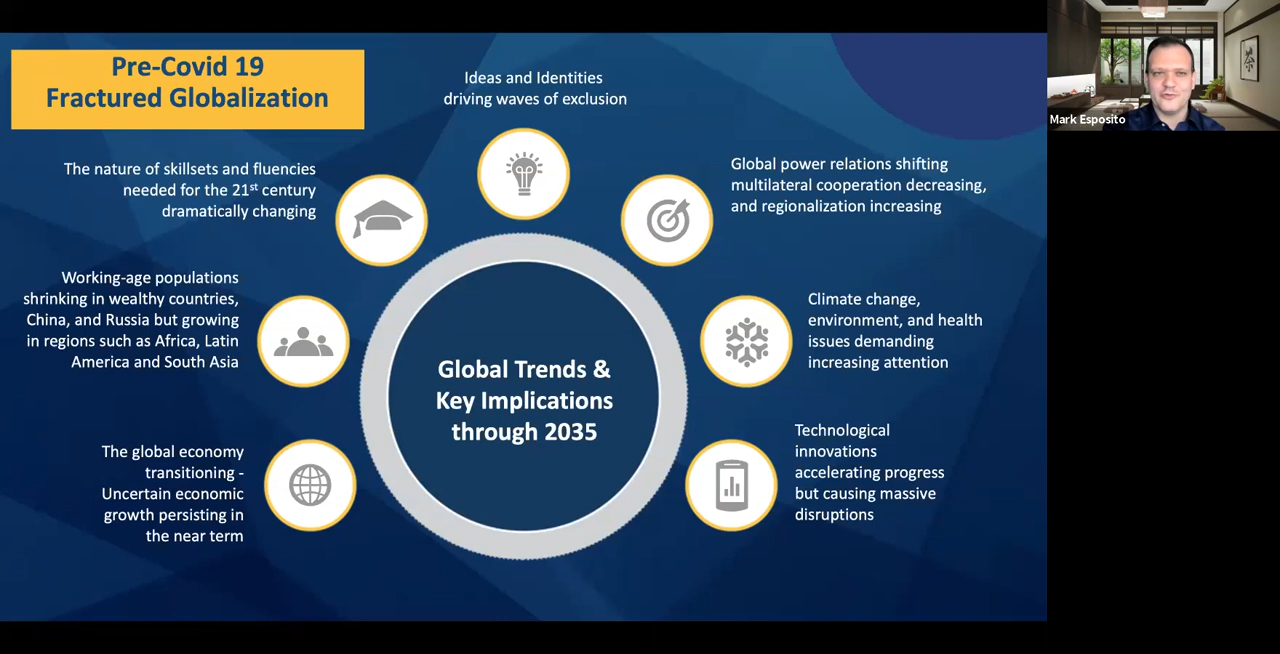 Pre-Covid 19
Fractured Globalization
Ideas and Identities
driving waves of exclusion
The nature of skillsets and fluencies
needed for the 21st century
dramatically changing
Global power relations shifting
multilateral cooperation decreasing,
and regionalization increasing
Working-age populations
shrinking in wealthy countries,
China, and Russia but growing
in regions such as Africa, Latin
America and South Asia
Climate change,
environment, and health
issues demanding
increasing attention
Global Trends &
Key Implications
through 2035
The global economy
transitioning -
Uncertain economic
growth persisting in
the near term
Technological
innovations
accelerating progress
but causing massive
disruptions
Mark Esposito